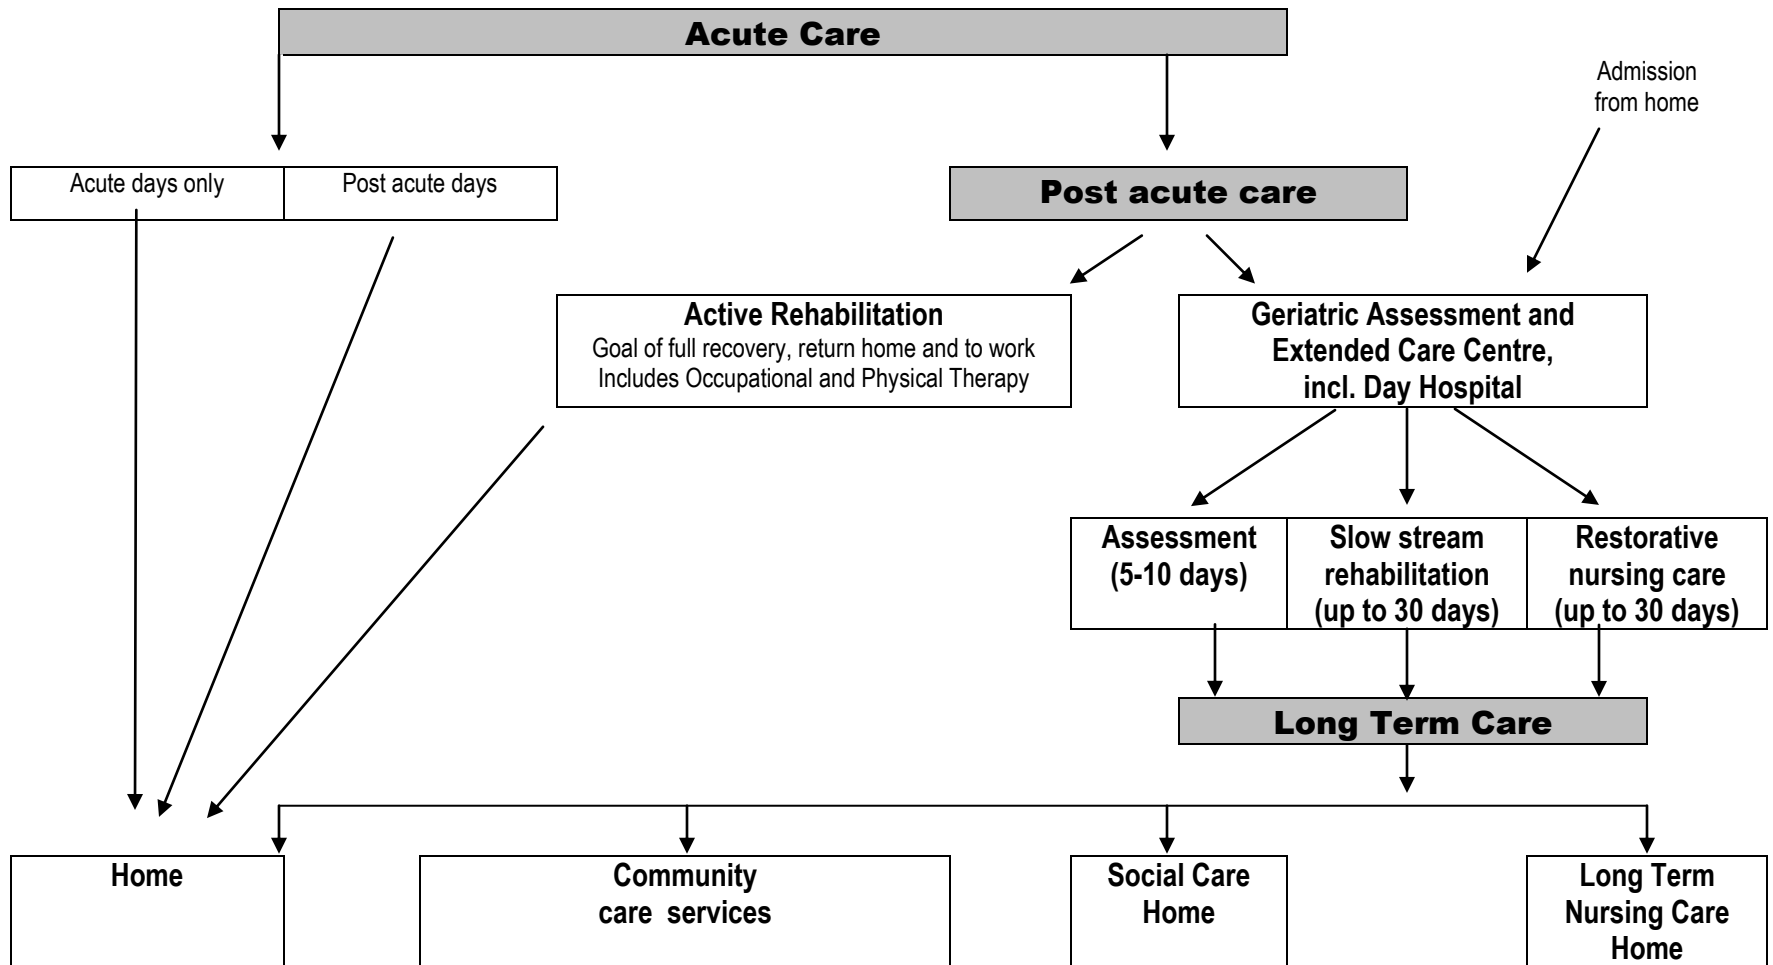 Acute Care
Admission
from home
Acute days only
Post acute days
Post acute care
Active Rehabilitation
Goal of full recovery, return home and to work
Includes Occupational and Physical Therapy
Geriatric Assessment and
Extended Care Centre,
incl. Day Hospital
Assessment
(5-10 days)
Slow stream
rehabilitation
(up to 30 days)
Restorative
nursing care
(up to 30 days)
Long Term Care
Home
Community
care services
Social Care
Home
Long Term
Nursing Care
Home